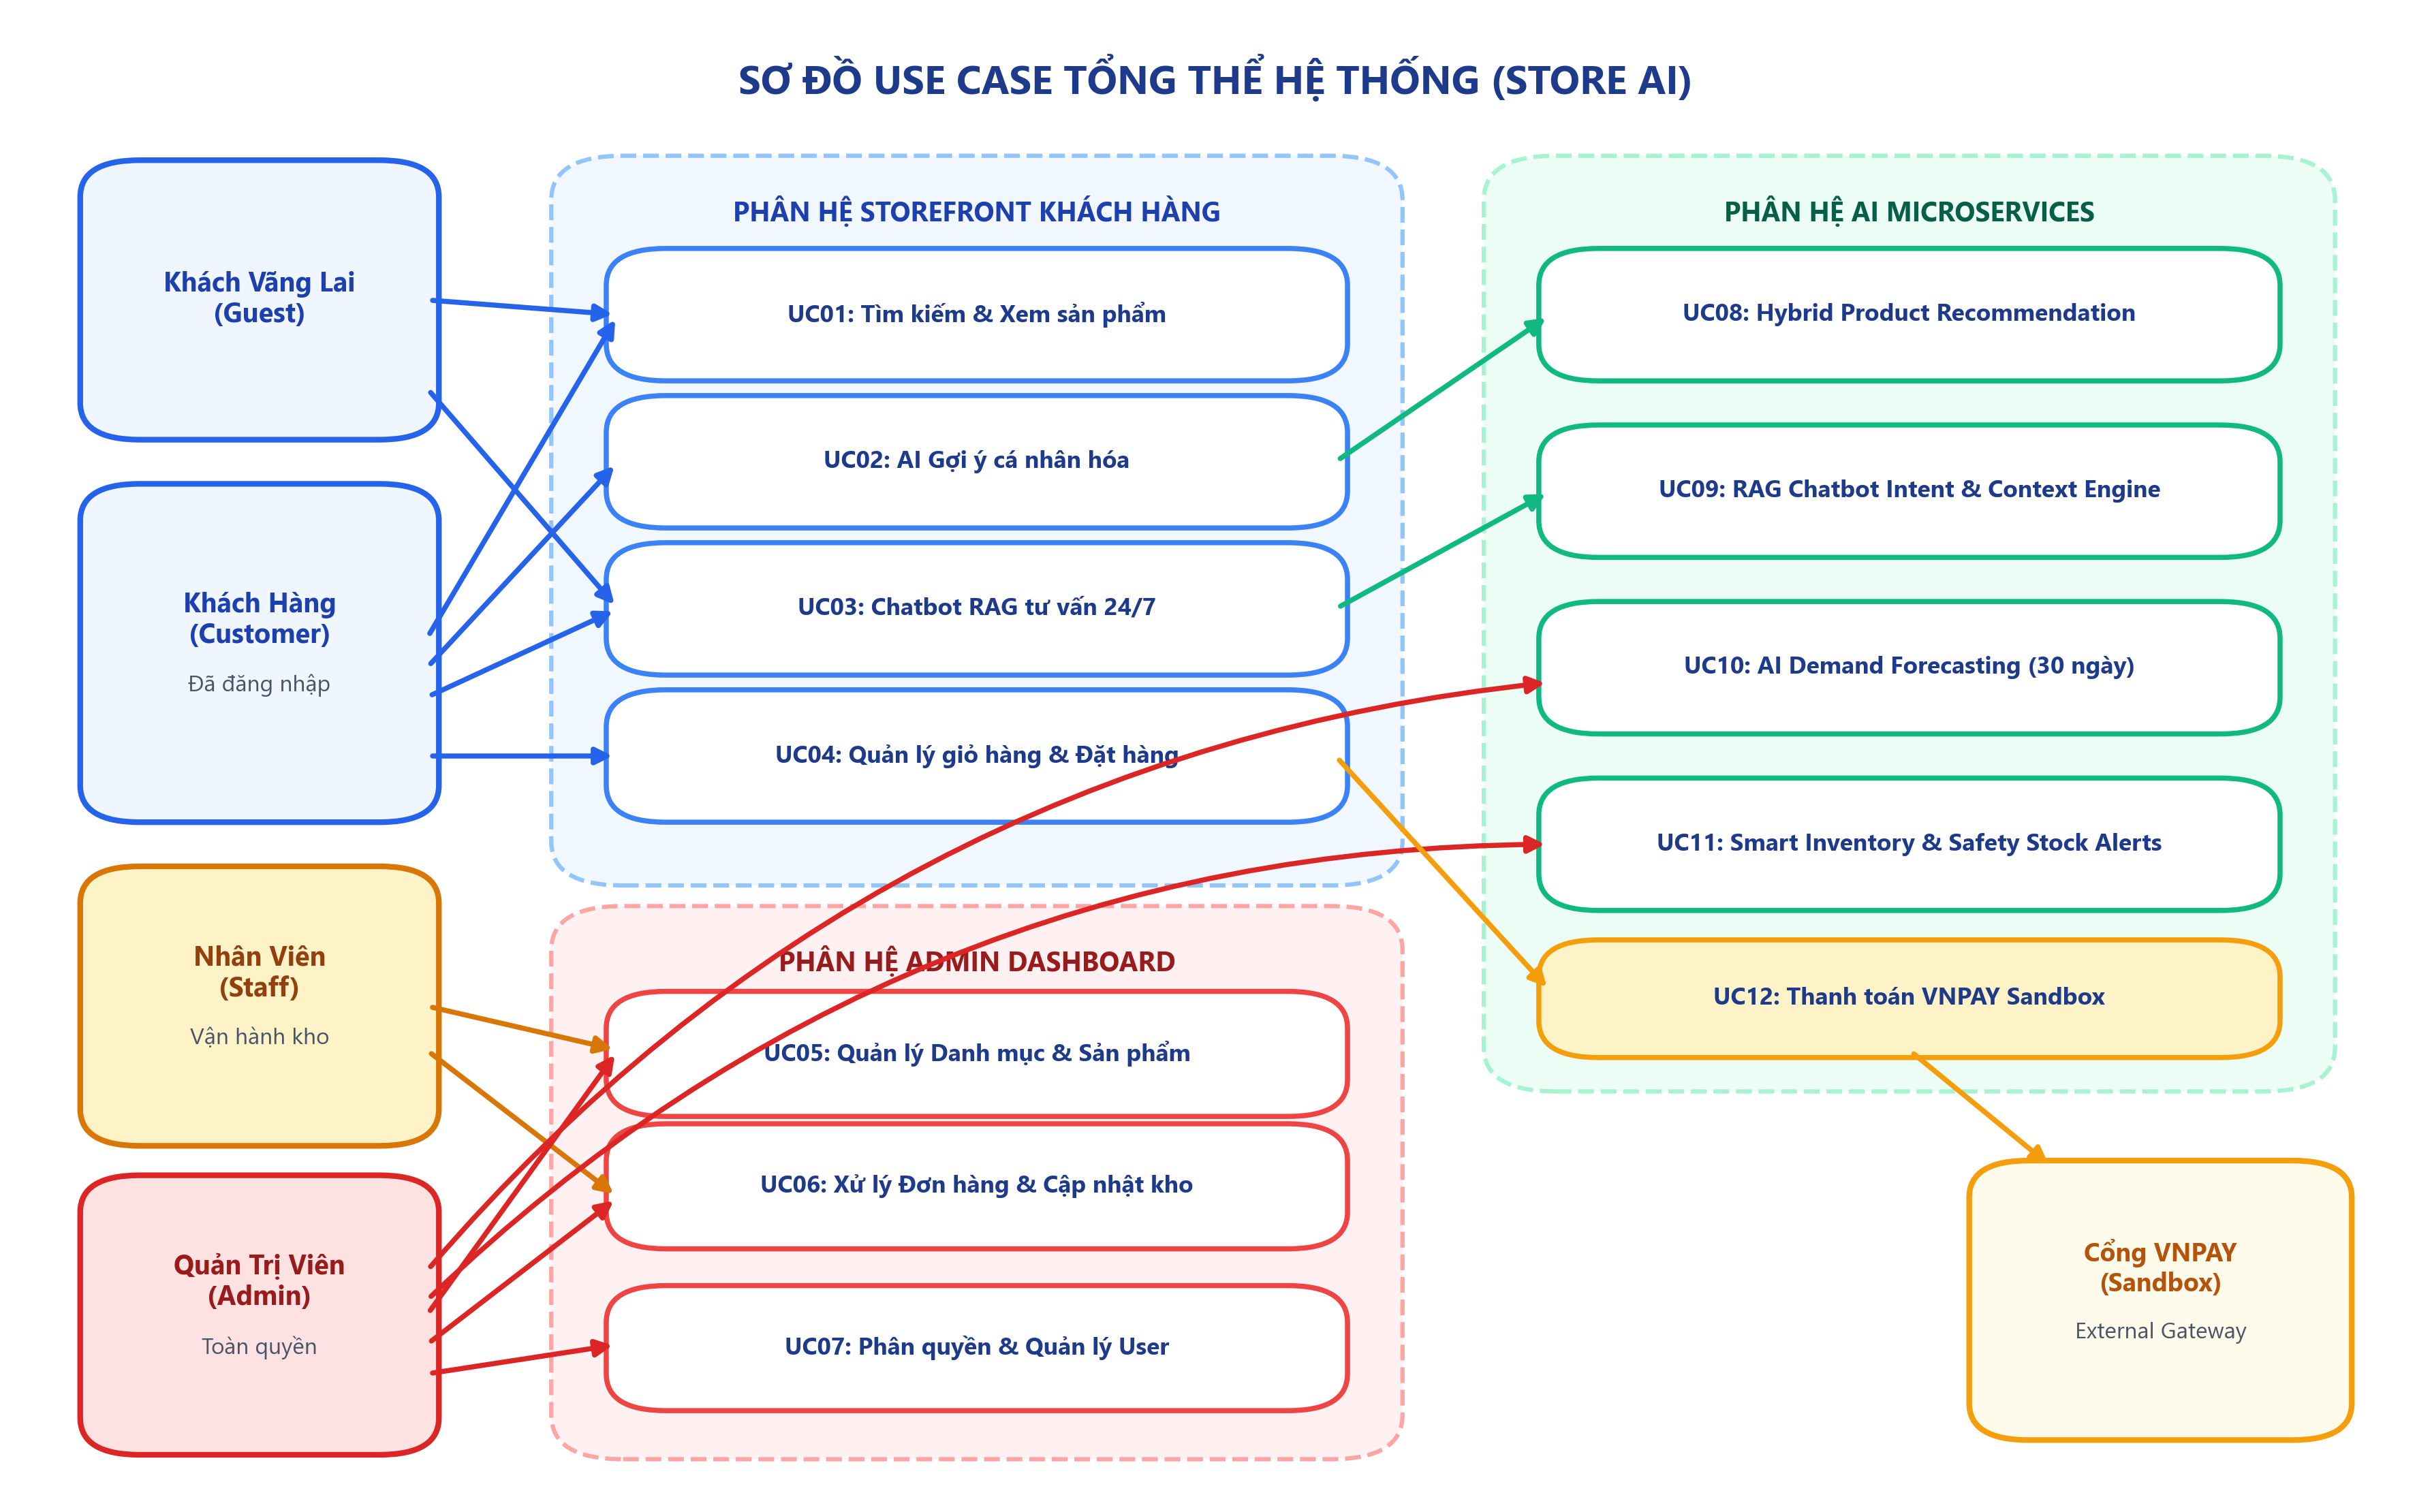 SƠ ĐỒ USE CASE TỔNG THỂ HỆ THỐNG (STORE AI)
Khách Vãng Lai
(Guest)
Khách Hàng
(Customer)
Đã đăng nhập
Nhân Viên
(Staff)
Vận hành kho
Quản Trị Viên
(Admin)
Toàn quyền
PHÂN HỆ STOREFRONT KHÁCH HÀNG
UC01: Tìm kiếm & Xem sản phẩm
UC02: AI Gợi ý cá nhân hóa
UC03: Chatbot RAG tư vấn 24/7
UC04: Quản lý giỏ hàng & Đặt hàng
PHÂN HỆ ADMIN DASHBOARD
UC05: Quản lý Danh mục & Sản phẩm
UC06: Xử lý Đơn hàng & Cập nhật kho
UC07: Phân quyền & Quản lý User
PHÂN HỆ AI MICROSERVICES
UC08: Hybrid Product Recommendation
UC09: RAG Chatbot Intent & Context Engine
UC10: AI Demand Forecasting (30 ngày)
UC11: Smart Inventory & Safety Stock Alerts
UC12: Thanh toán VNPAY Sandbox
Cổng VNPAY
(Sandbox)
External Gateway